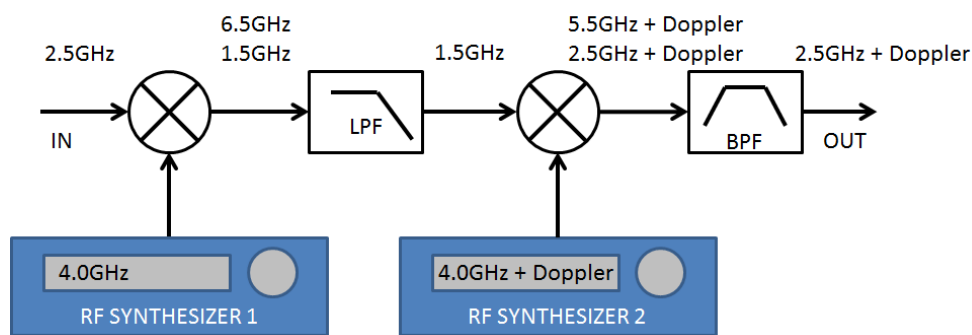 2.5GHz
6.5GHz
1.5GHz
1.5GHz
5.5GHz + Doppler
2.5GHz + Doppler
2.5GHz + Doppler
IN
LPF
BPF
OUT
4.0GHz
RF SYNTHESIZER 1
4.0GHz + Doppler
RF SYNTHESIZER 2